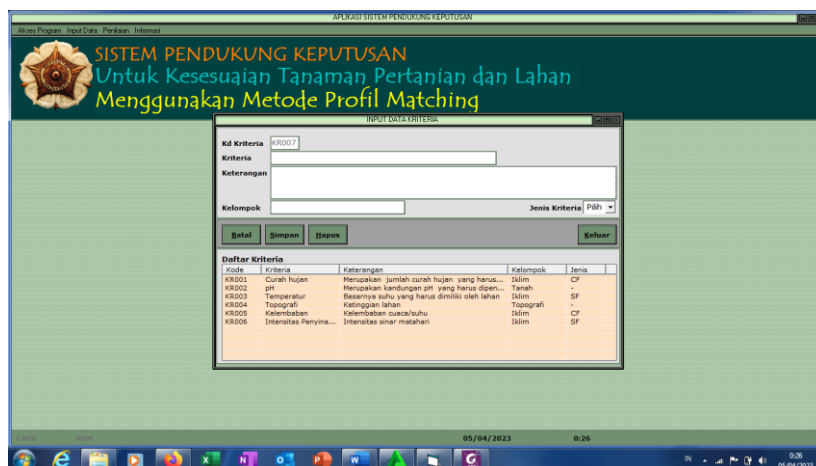 APLIKASI SISTEM PENDUKUNG KEPUTUSAN
Akses Program Input Data Penilaian Informasi
SISTEM PENDUKUNG KEPUTUSAN
Untuk Kesesuaian Tanaman Pertanian dan Lahan
Menggunakan Metode Profil Matching
INPUT DATA KRITERIA
Kd Kriteria KR007
Kriteria
Keterangan
Kelompok Jenis Kriteria Pilih
Batal Simpan Hapus Keluar
Daftar Kriteria
Kode Kriteria Keterangan Kelompok Jenis
KR001 Curah hujan Merupakan jumlah curah hujan yang harus... Iklim CF
KR002 pH Merupakan kandungan pH yang harus dipen... Tanah -
KR003 Temperatur Besarnya suhu yang harus dimiliki oleh lahan Iklim SF
KR004 Topografi Ketinggian lahan Topografi -
KR005 Kelembaban Kelembaban cuaca/suhu Iklim CF
KR006 Intensitas Penyina... Intensitas sinar matahari Iklim SF
CAPS NUM 05/04/2023 0:26
IN 0:26
05/04/2023